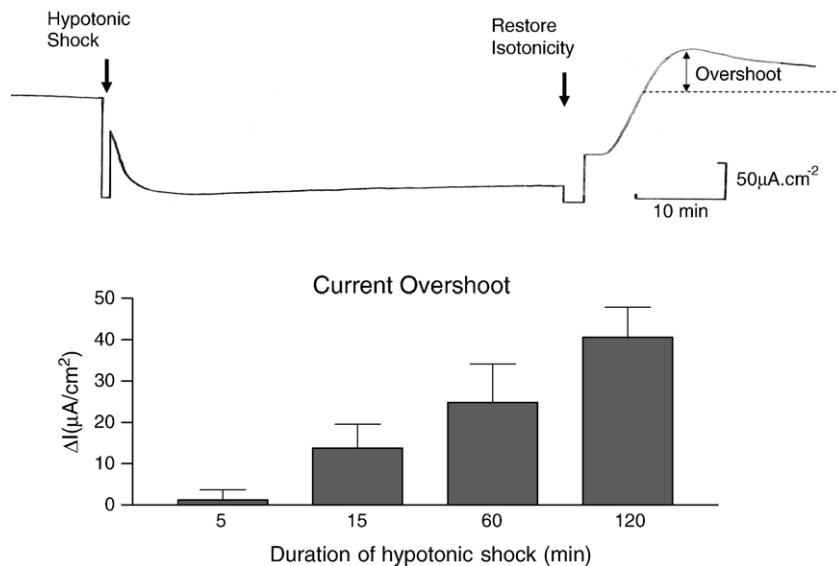 Hypotonic
Shock
Restore
Isotonicity
Overshoot
50μA.cm-2
10 min
Current Overshoot
50
40
30
20
10
0
ΔI(μA/cm2)
5 15 60 120
Duration of hypotonic shock (min)